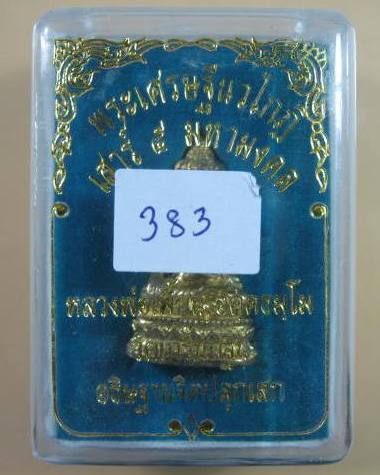 พระเศรษฐีนวโกฏิ
เสาร์ ๕ มหามงคล
383
หลวงพ่อ
อธิษฐานจิตปลุกเสก